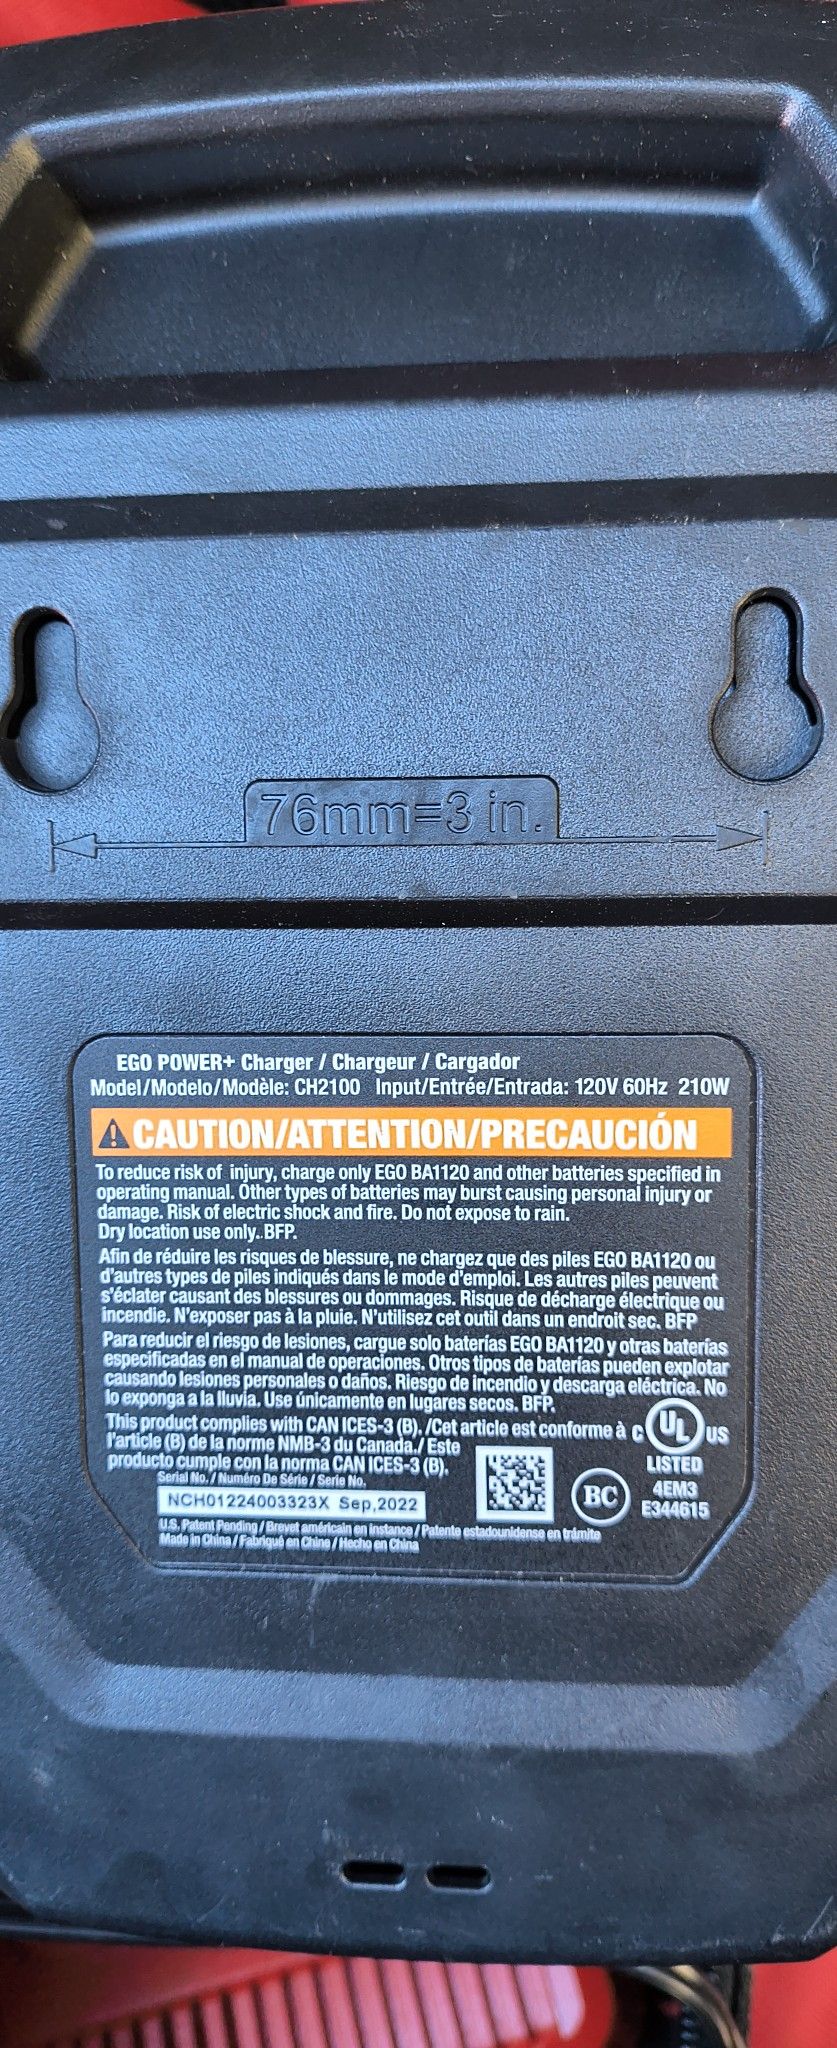 76mm=3 in.
EGO POWER+ Charger / Chargeur / Cargador
Model/Modelo/Modèle: CH2100 Input/Entrée/Entrada: 120V 60Hz 210W
CAUTION/ATTENTION/PRECAUCIÓN
To reduce risk of injury, charge only EGO BA1120 and other batteries specified in
operating manual. Other types of batteries may burst causing personal injury or
damage. Risk of electric shock and fire. Do not expose to rain.
Dry location use only..BFP.
Afin de réduire les risques de blessure, ne chargez que des piles EGO BA1120 ou
d'autres types de piles indiqués dans le mode d'emploi. Les autres piles peuvent
s'éclater causant des blessures ou dommages. Risque de décharge électrique ou
incendie. N'exposer pas à la pluie. N'utilisez cet outil dans un endroit sec. BFP
Para reducir el riesgo de lesiones, cargue solo baterías EGO BA1120 y otras baterías
especificadas en el manual de operaciones. Otros tipos de baterías pueden explotar
causando lesiones personales o daños. Riesgo de incendio y descarga eléctrica. No
lo exponga a la lluvia. Use únicamente en lugares secos. BFP.
This product complies with CAN ICES-3 (B). /Cet article est conforme à
l'article (B) de la norme NMB-3 du Canada./ Este
producto cumple con la norma CAN ICES-3 (B).
C UL US
LISTED
4EM3
E344615
BC
Serial No. / Numéro De Série / Serie No.
NCH01224003323X Sep,2022
U.S. Patent Pending / Brevet américain en instance / Patente estadounidense en trámite
Made in China / Fabriqué en Chine / Hecho en China